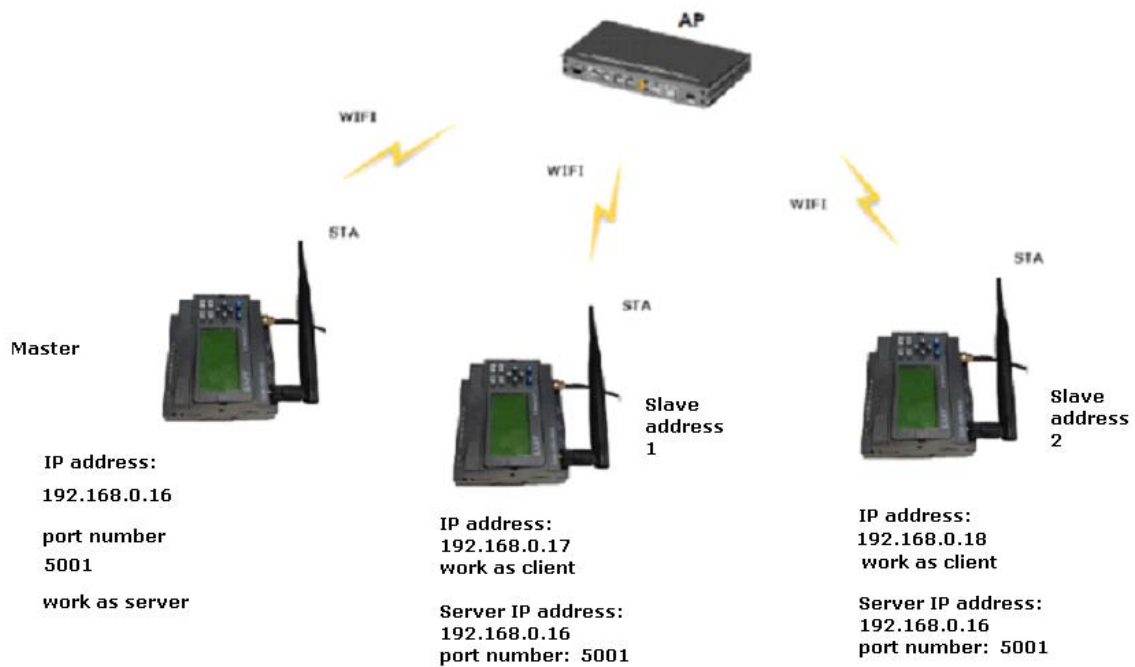 AP
WIFI
WIFI
WIFI
STA
STA
STA
Master
IP address:
192.168.0.16
port number
5001
work as server
Slave
address
1
IP address:
192.168.0.17
work as client
Server IP address:
192.168.0.16
port number: 5001
Slave
address
2
IP address:
192.168.0.18
work as client
Server IP address:
192.168.0.16
port number: 5001